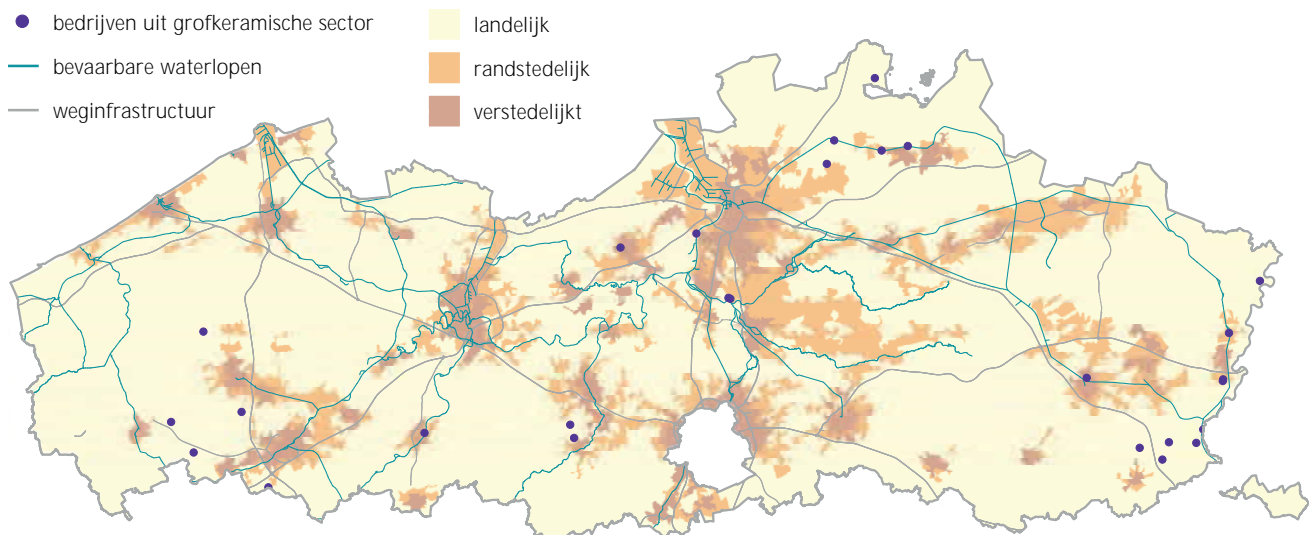 bedrijven uit grofkeramische sector
bevaarbare waterlopen
weginfrastructuur
landelijk
randstedelijk
verstedelijkt